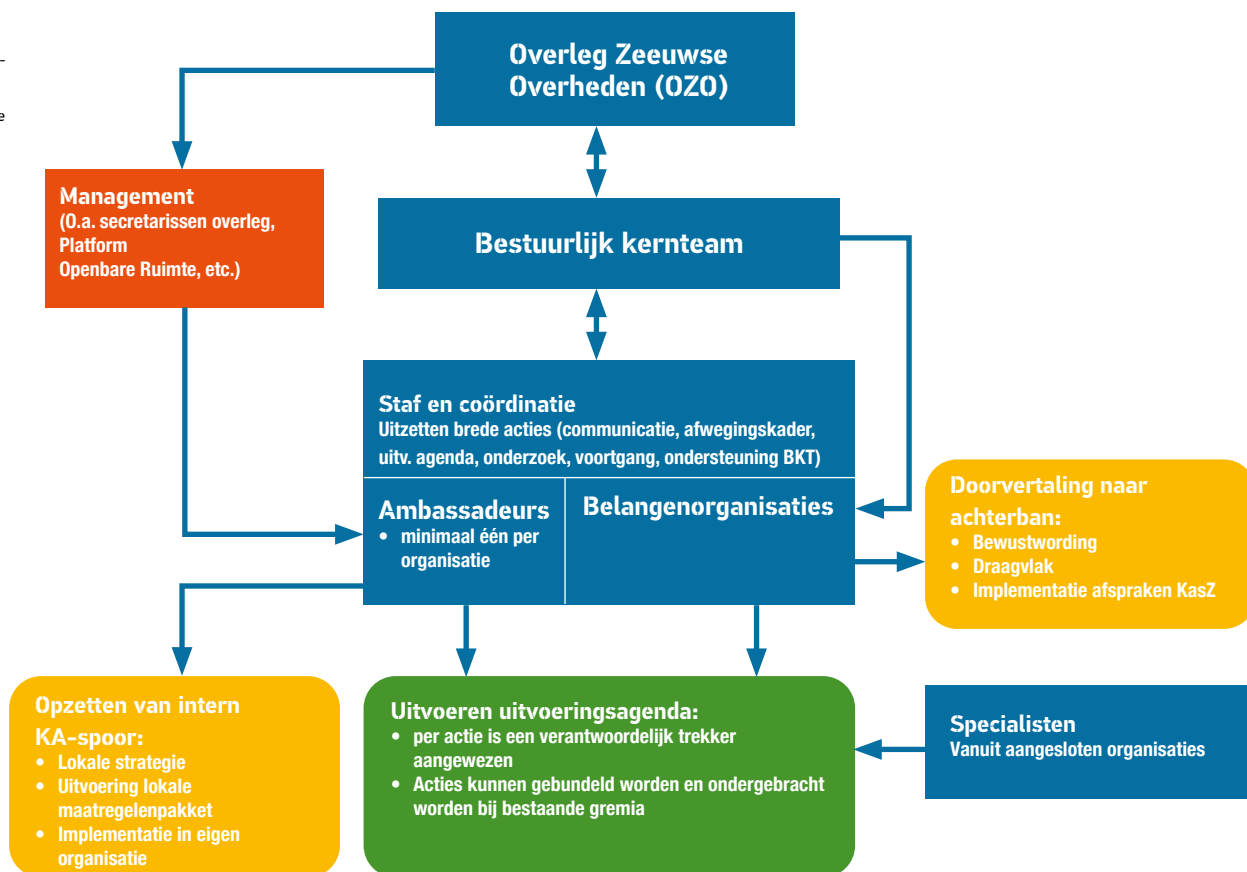 -
e
Overleg Zeeuwse
Overheden (OZO)
Management
(O.a. secretarissen overleg,
Platform
Openbare Ruimte, etc.)
Bestuurlijk kernteam
Staf en coördinatie
Uitzetten brede acties (communicatie, afwegingskader,
uitv. agenda, onderzoek, voortgang, ondersteuning BKT)
Ambassadeurs
• minimaal één per
organisatie
Belangenorganisaties
Doorvertaling naar
achterban:
• Bewustwording
• Draagvlak
• Implementatie afspraken KasZ
Opzetten van intern
KA-spoor:
• Lokale strategie
• Uitvoering lokale
maatregelenpakket
• Implementatie in eigen
organisatie
Uitvoeren uitvoeringsagenda:
• per actie is een verantwoordelijk trekker
aangewezen
• Acties kunnen gebundeld worden en ondergebracht
worden bij bestaande gremia
Specialisten
Vanuit aangesloten organisaties